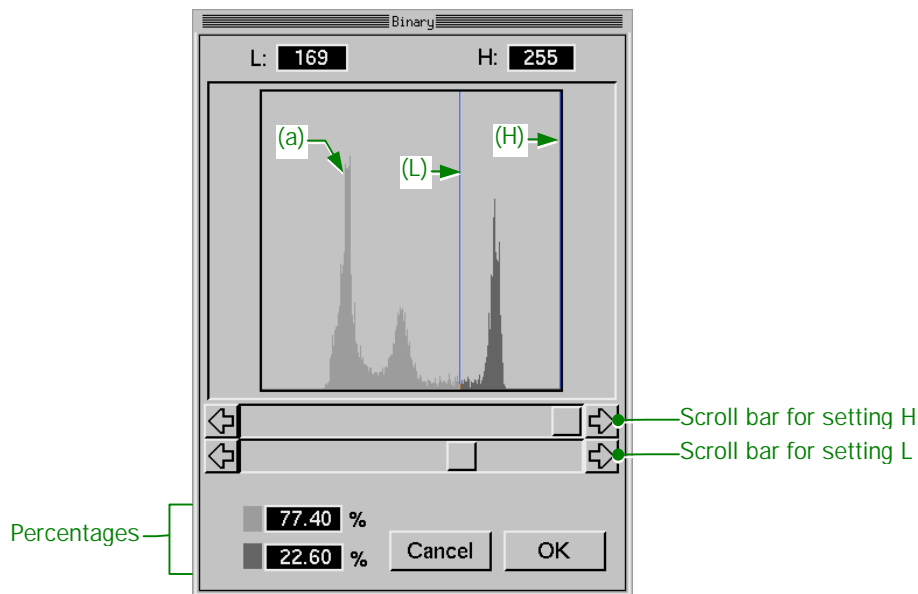 Binary
L: 169 H: 255
(a)
(L)
(H)
Scroll bar for setting H
Scroll bar for setting L
Percentages
77.40 %
22.60 %
Cancel OK